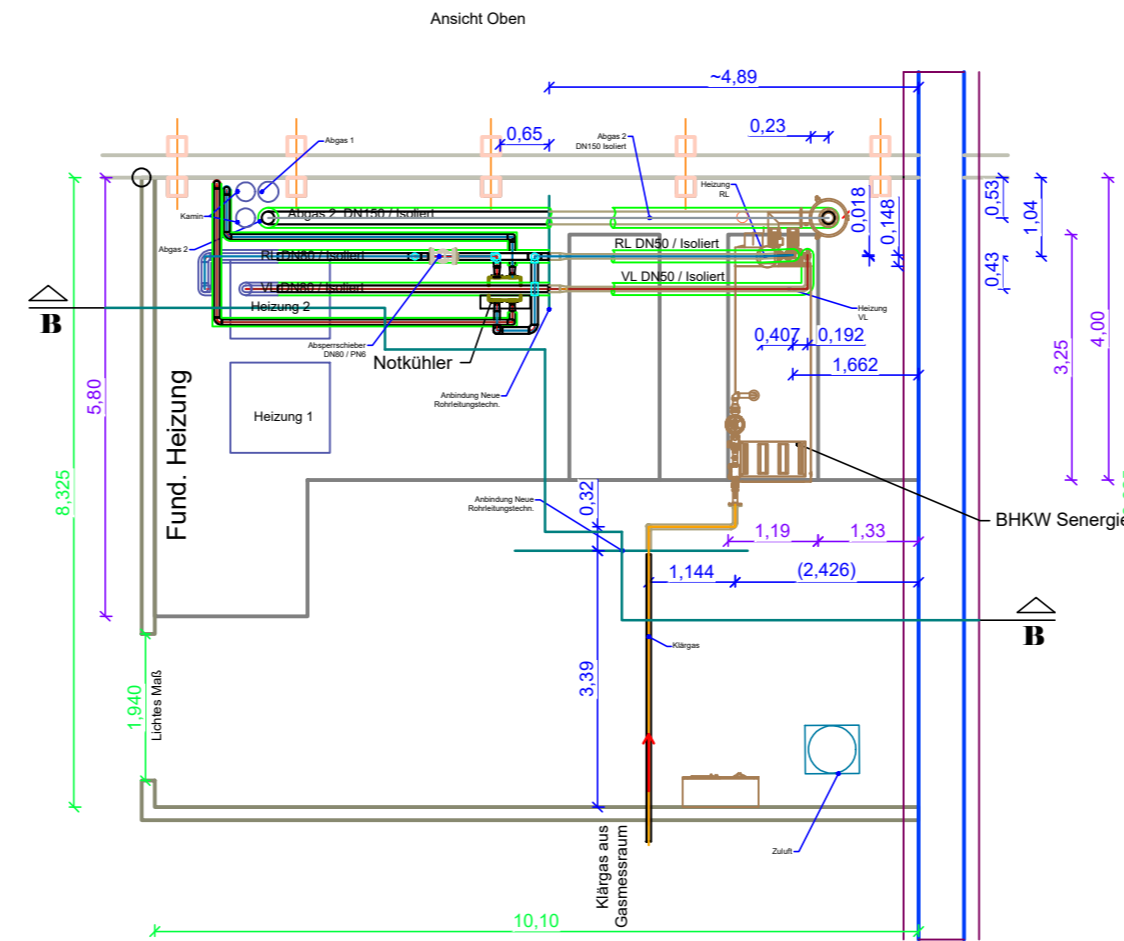 Ansicht Oben
~4,89
0,65
Abgas 2
DN150 Isoliert
0,23
Abgas 1
Kamin
Abgas 2
Abgas 2 DN150 / Isoliert
Heizung
RL
0,018
0,148
0,53
1,04
0,43
RL DN80 / Isoliert
RL DN50 / Isoliert
VL DN80 / Isoliert
VL DN50 / Isoliert
Heizung 2
Heizung
VL
B
Absperrschieber
DN80 / PN6
Notkühler
0,407
0,192
1,662
3,25
4,00
Anbindung Neue
Rohrleitungstechn.
5,80
Fund. Heizung
Heizung 1
8,325
Anbindung Neue
Rohrleitungstechn.
0,32
BHKW Senergie
1,19
1,33
1,144
(2,426)
B
Klärgas
3,39
1,940
Lichtes Maß
Zuluft
Klärgas aus
Gasmessraum
10,10